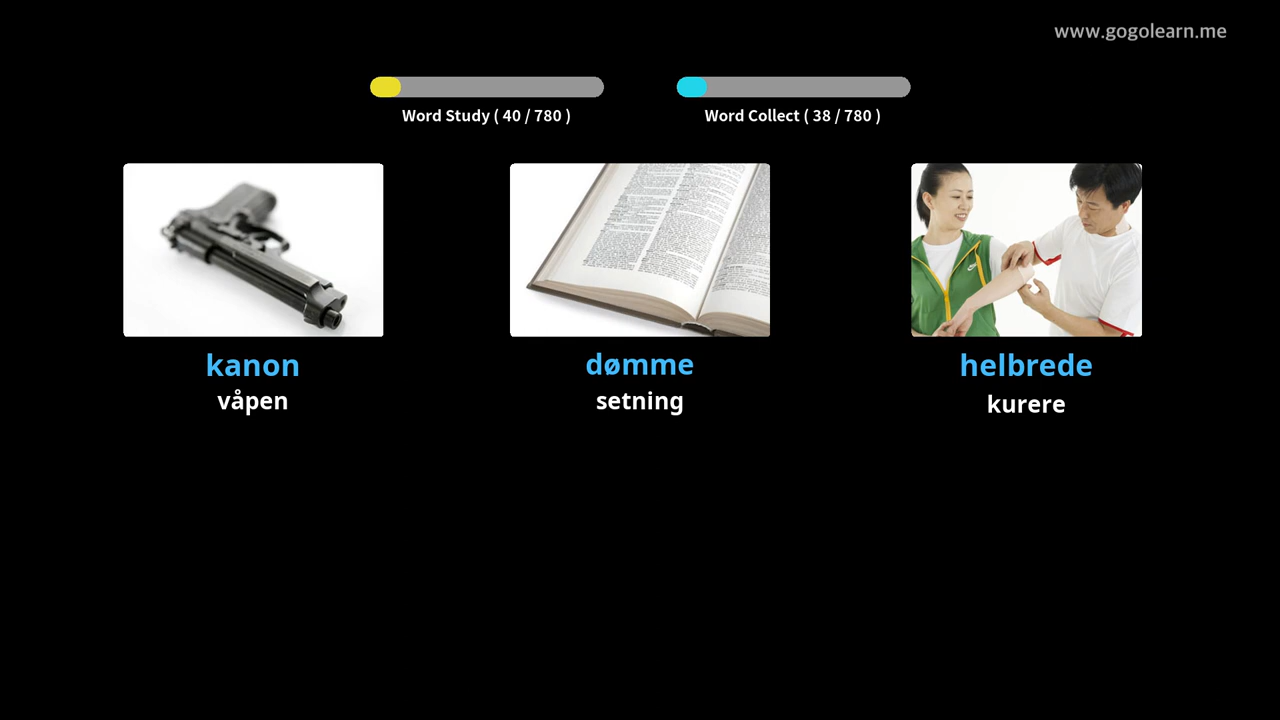 www.gogolearn.me
Word Study ( 40 / 780 )
Word Collect ( 38 / 780 )
kanon
våpen
dømme
setning
helbrede
kurere